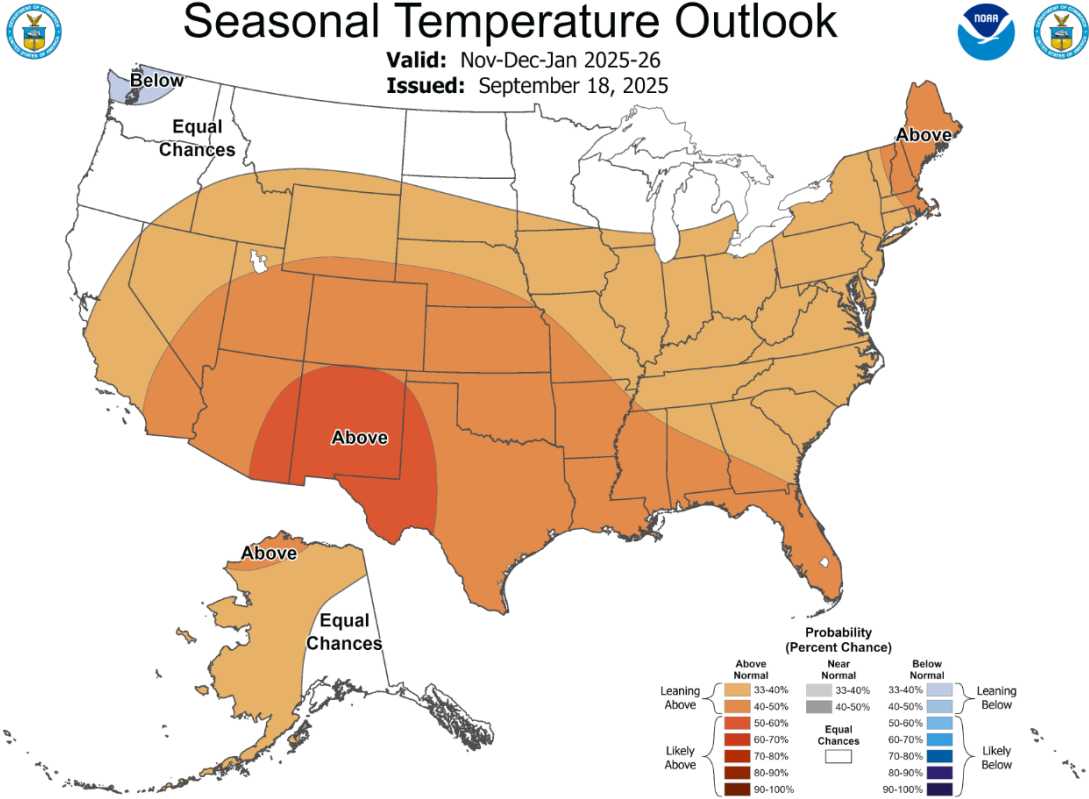 Seasonal Temperature Outlook
Valid: Nov-Dec-Jan 2025-26
Issued: September 18, 2025
NOAA
Below
Equal
Chances
Above
Above
Above
Equal
Chances
Probability
(Percent Chance)
Above
Normal
Near
Normal
Below
Normal
Leaning
Above
33-40%
40-50%
33-40%
40-50%
33-40%
40-50%
Leaning
Below
Likely
Above
50-60%
60-70%
70-80%
80-90%
90-100%
Equal
Chances
50-60%
60-70%
70-80%
80-90%
90-100%
Likely
Below